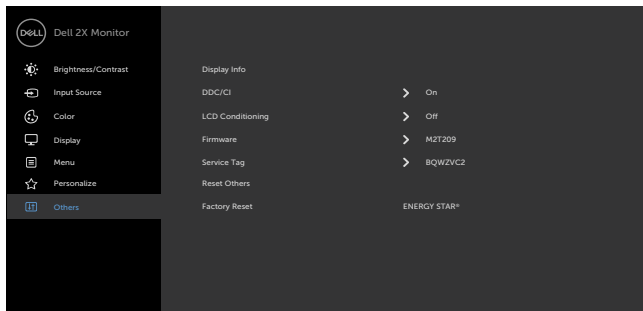 DELL Dell 2X Monitor
Brightness/Contrast
Input Source
Color
Display
Menu
Personalize
Others
Display Info
DDC/CI > On
LCD Conditioning > Off
Firmware > M2T209
Service Tag > BQWZVC2
Reset Others
Factory Reset ENERGY STAR®